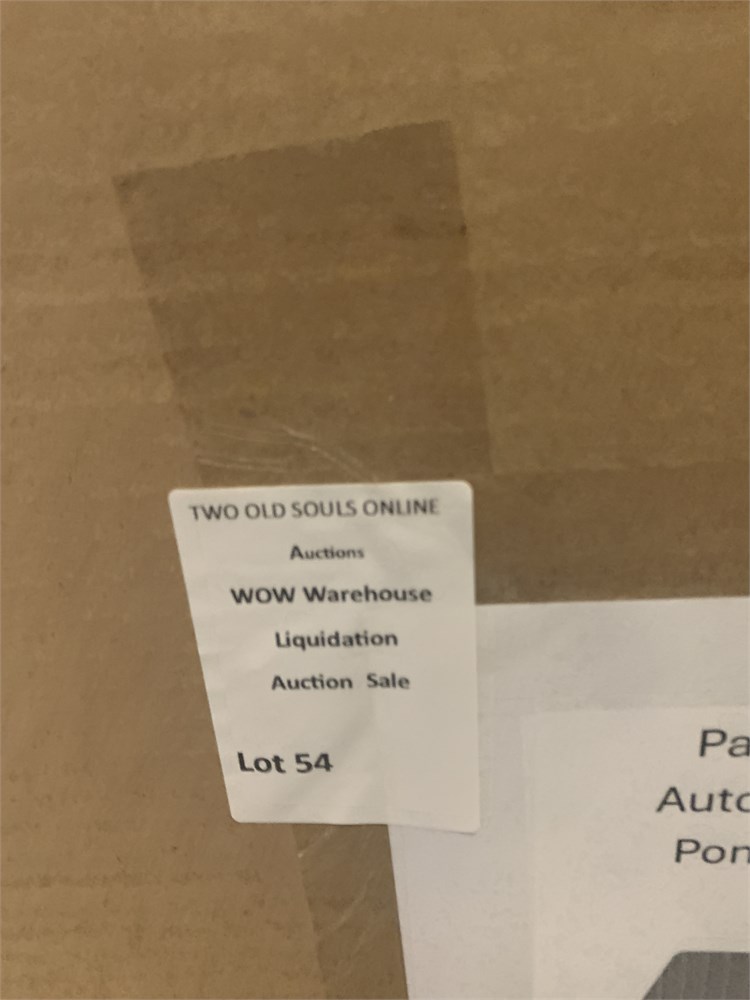 TWO OLD SOULS ONLINE
Auctions
WOW Warehouse
Liquidation
Auction Sale
Lot 54
Pa
Auto
Pon